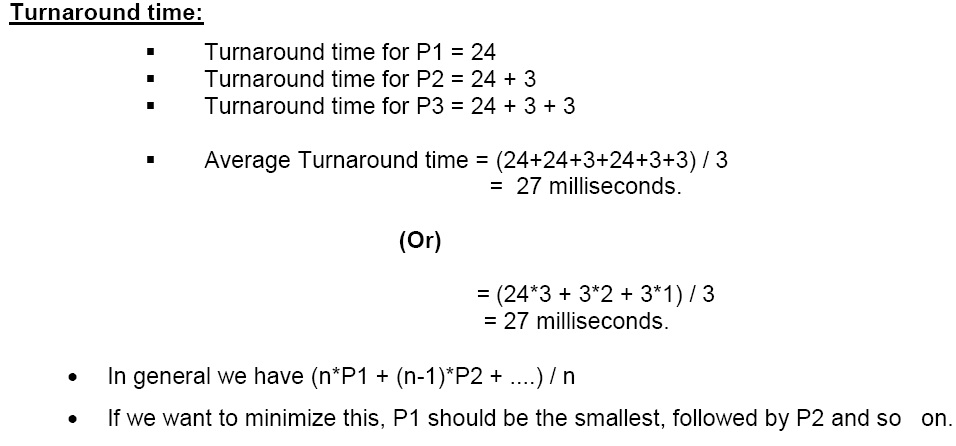 Turnaround time:
▪ Turnaround time for P1 = 24
▪ Turnaround time for P2 = 24 + 3
▪ Turnaround time for P3 = 24 + 3 + 3
▪ Average Turnaround time = (24+24+3+24+3+3) / 3
= 27 milliseconds.
(Or)
= (24*3 + 3*2 + 3*1) / 3
= 27 milliseconds.
• In general we have (n*P1 + (n-1)*P2 + ....) / n
• If we want to minimize this, P1 should be the smallest, followed by P2 and so on.